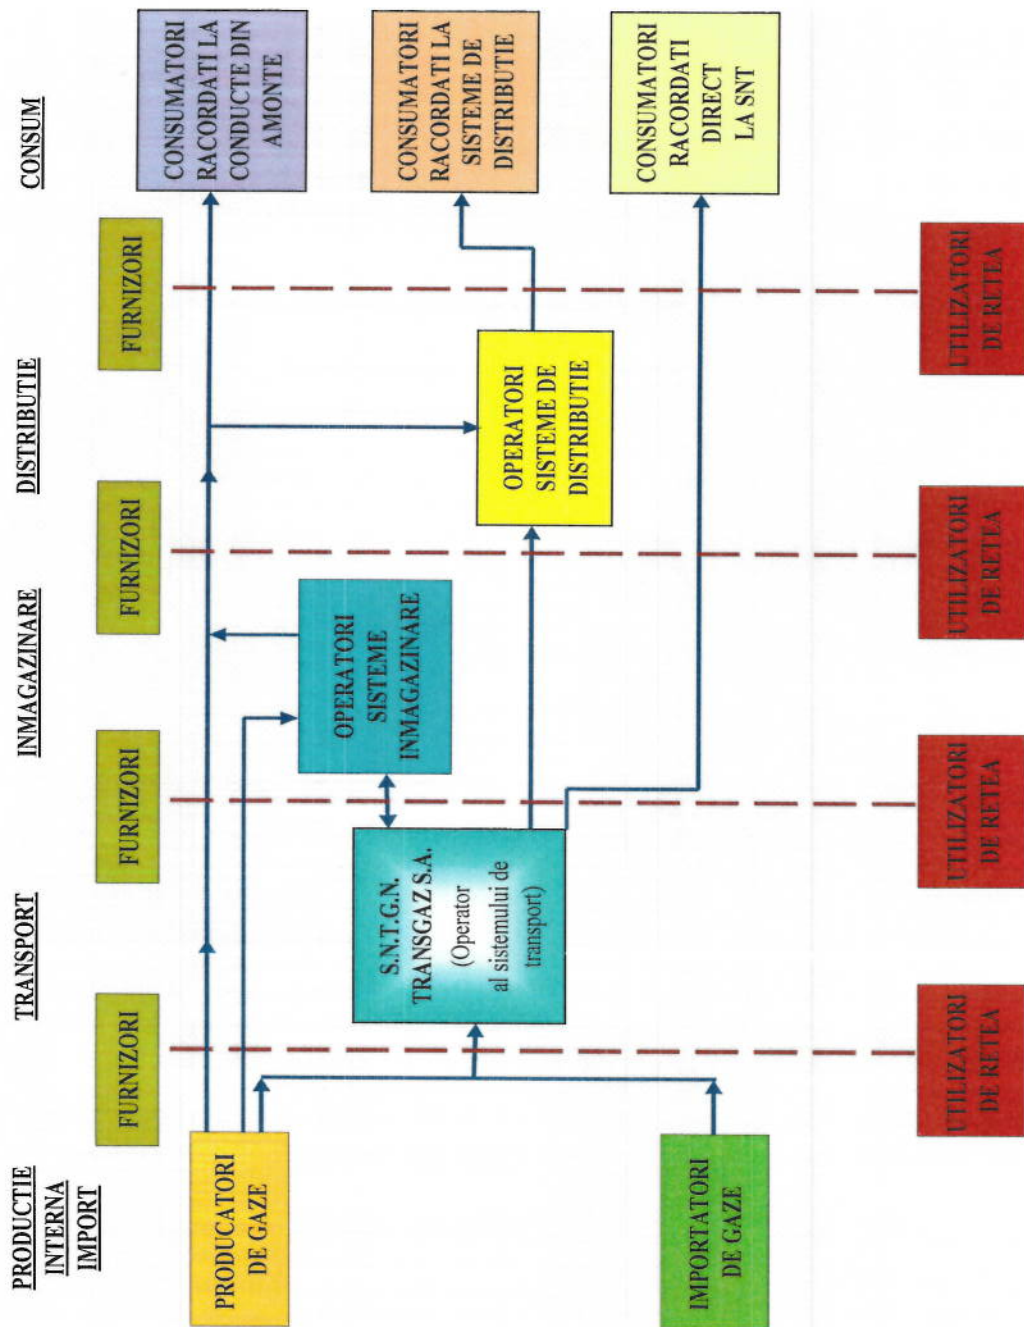 PRODUCTIE
INTERNA
IMPORT
TRANSPORT
INMAGAZINARE
DISTRIBUTIE
CONSUM
FURNIZORI
FURNIZORI
FURNIZORI
FURNIZORI
PRODUCATORI
DE GAZE
CONSUMATORI
RACORDATI LA
CONDUCTE DIN
AMONTE
OPERATORI
SISTEME
INMAGAZINARE
S.N.T.G.N.
TRANSGAZ S.A.
(Operator
al sistemului de
transport)
CONSUMATORI
RACORDATI LA
SISTEME DE
DISTRIBUTIE
OPERATORI
SISTEME DE
DISTRIBUTIE
CONSUMATORI
RACORDATI
DIRECT
LA SNT
IMPORTATORI
DE GAZE
UTILIZATORI
DE RETEA
UTILIZATORI
DE RETEA
UTILIZATORI
DE RETEA
UTILIZATORI
DE RETEA